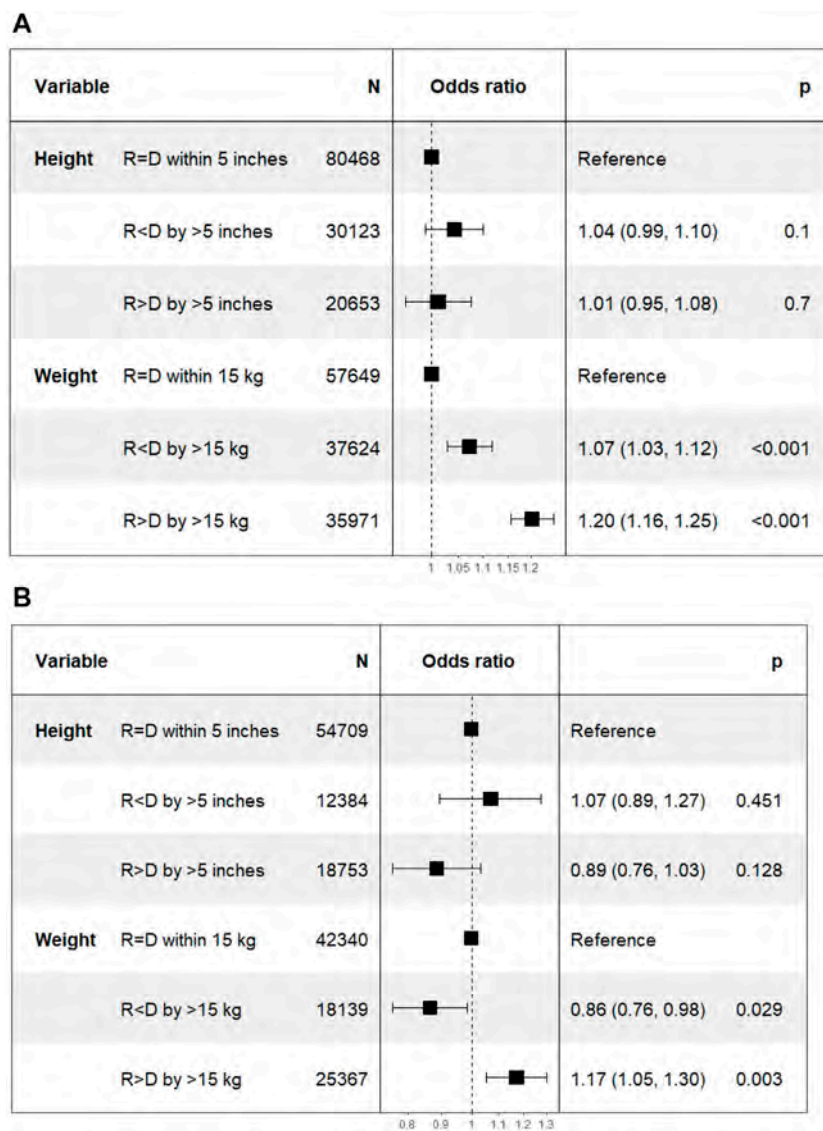 A
Variable N Odds ratio p
Height R=D within 5 inches 80468 Reference
R<D by >5 inches 30123 1.04 (0.99, 1.10) 0.1
R>D by >5 inches 20653 1.01 (0.95, 1.08) 0.7
Weight R=D within 15 kg 57649 Reference
R<D by >15 kg 37624 1.07 (1.03, 1.12) <0.001
R>D by >15 kg 35971 1.20 (1.16, 1.25) <0.001
1 1.05 1.1 1.15 1.2
B
Variable N Odds ratio p
Height R=D within 5 inches 54709 Reference
R<D by >5 inches 12384 1.07 (0.89, 1.27) 0.451
R>D by >5 inches 18753 0.89 (0.76, 1.03) 0.128
Weight R=D within 15 kg 42340 Reference
R<D by >15 kg 18139 0.86 (0.76, 0.98) 0.029
R>D by >15 kg 25367 1.17 (1.05, 1.30) 0.003
0.8 0.9 1 1.1 1.2 1.3